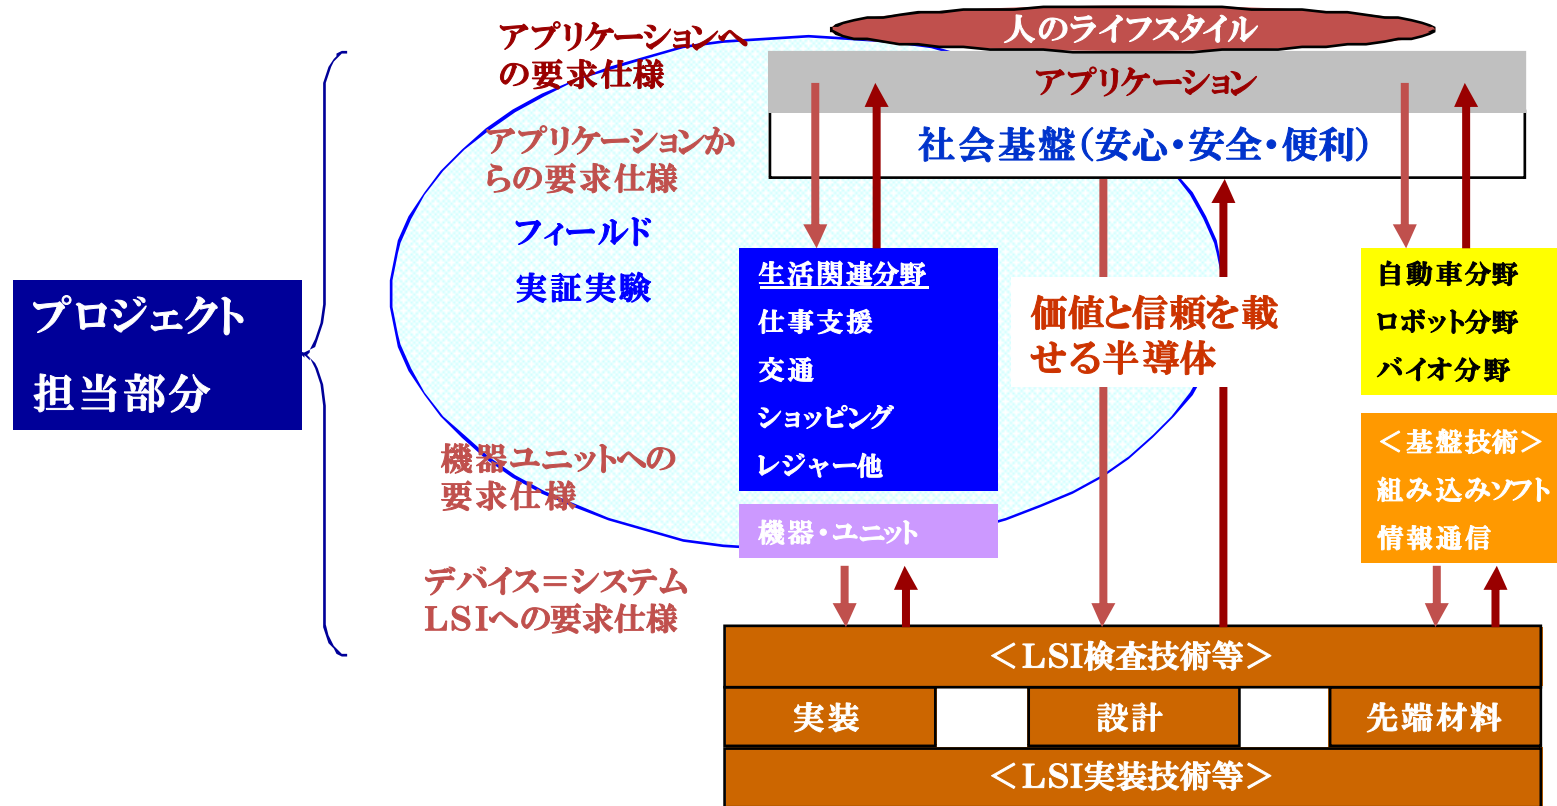 人のライフスタイル
アプリケーションへ
の要求仕様
アプリケーション
社会基盤（安心・安全・便利）
アプリケーションか
らの要求仕様
フィールド
実証実験
プロジェクト
担当部分
生活関連分野
仕事支援
交通
ショッピング
レジャー他
価値と信頼を載
せる半導体
自動車分野
ロボット分野
バイオ分野
＜基盤技術＞
組み込みソフト
情報通信
機器ユニットへの
要求仕様
機器・ユニット
デバイス＝システム
LSIへの要求仕様
＜LSI検査技術等＞
実装
設計
先端材料
＜LSI実装技術等＞